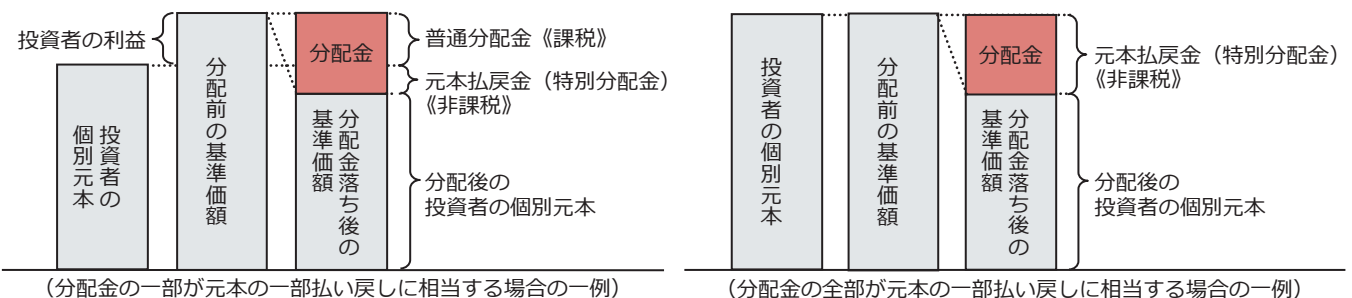 投資者の利益
投資者の
個別元本
分配前の基準価額
分配金
分配金落ち後の
基準価額
普通分配金《課税》
元本払戻金（特別分配金）
《非課税》
分配後の
投資者の個別元本
（分配金の一部が元本の一部払い戻しに相当する場合の一例）
投資者の個別元本
分配前の基準価額
分配金
分配金落ち後の
基準価額
元本払戻金（特別分配金）
《非課税》
分配後の
投資者の個別元本
（分配金の全部が元本の一部払い戻しに相当する場合の一例）